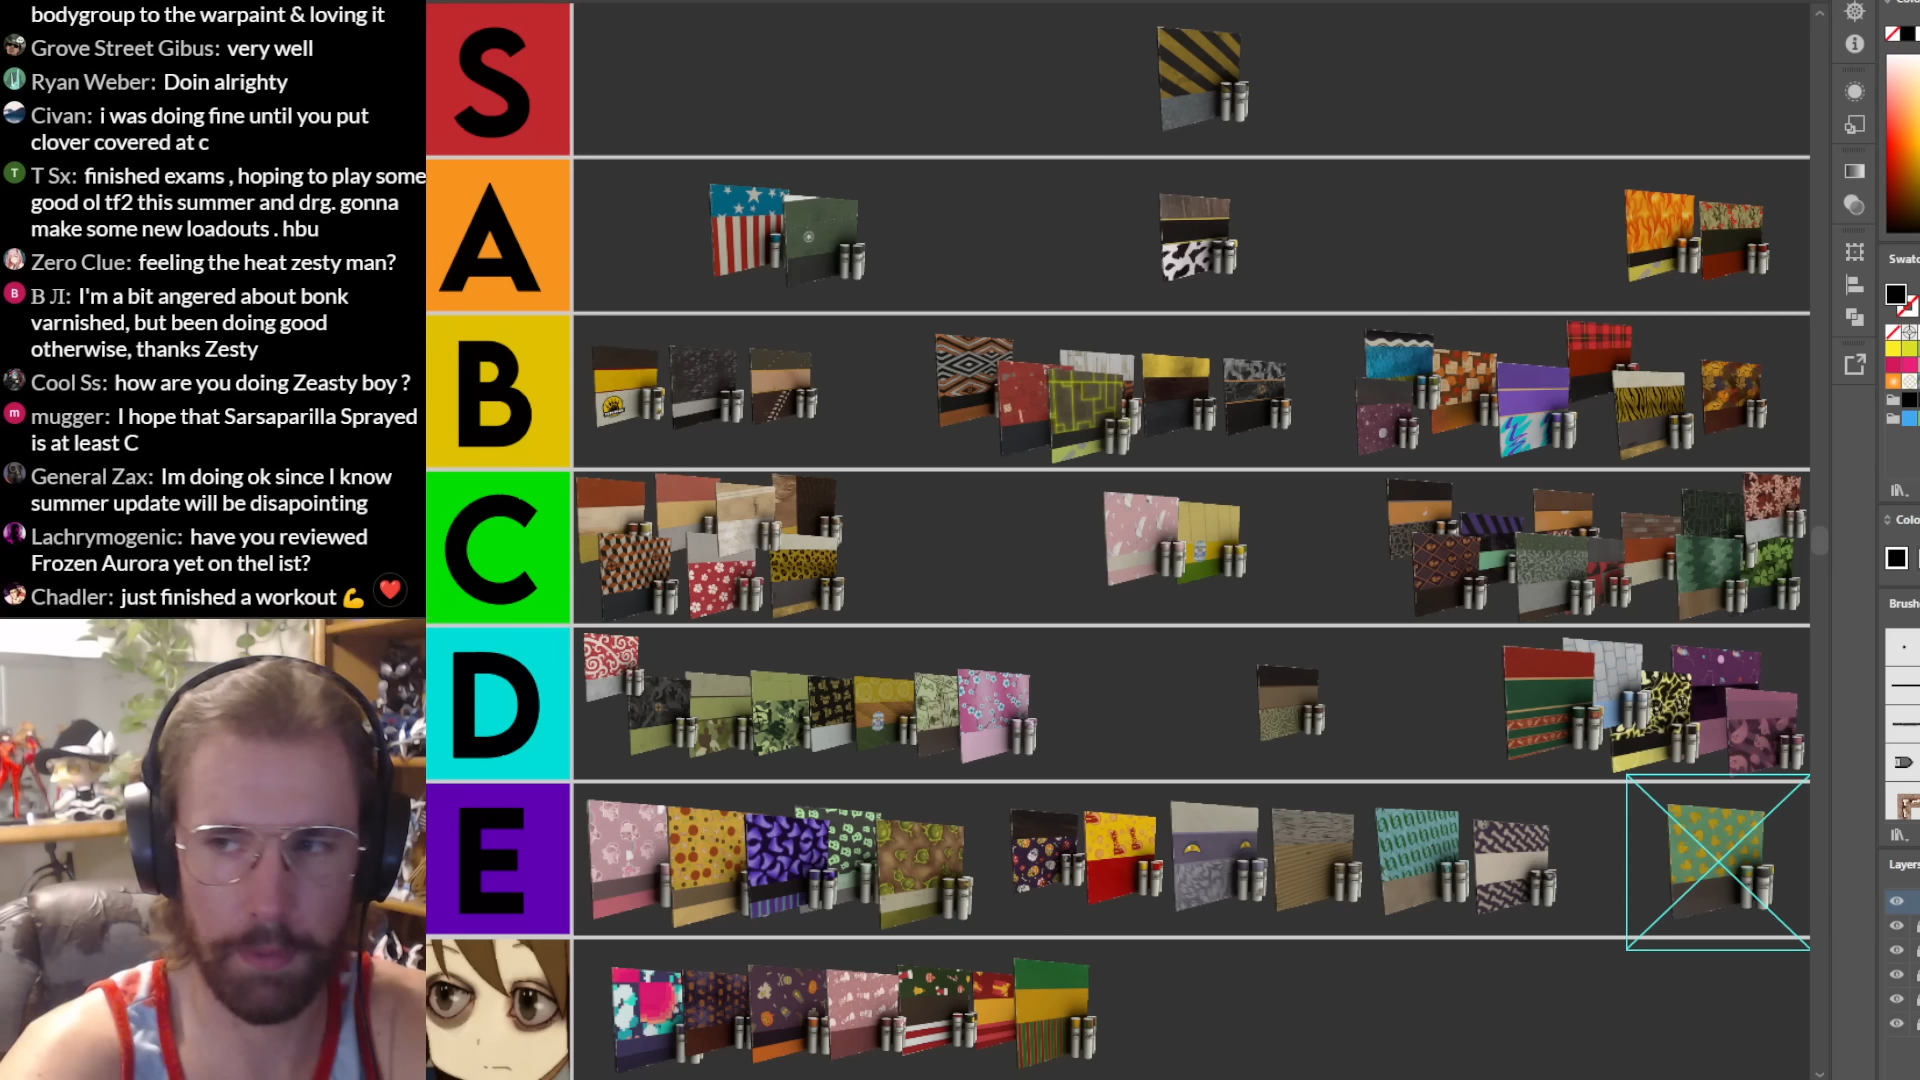 bodygroup to the warpaint & loving it
Grove Street Gibus: very well
Ryan Weber: Doin alrighty
Civan: i was doing fine until you put
clover covered at c
T Sx: finished exams , hoping to play some
good ol tf2 this summer and drg. gonna
make some new loadouts . hbu
Zero Clue: feeling the heat zesty man?
В Л: I'm a bit angered about bonk
varnished, but been doing good
otherwise, thanks Zesty
Cool Ss: how are you doing Zeasty boy ?
mugger: I hope that Sarsaparilla Sprayed
is at least C
General Zax: Im doing ok since I know
summer update will be disapointing
Lachrymogenic: have you reviewed
Frozen Aurora yet on thel ist?
Chadler: just finished a workout 💪
S
A
B
C
D
E
Swatc
Colo
Brush
Layers